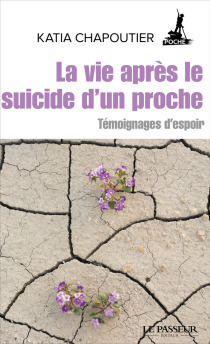 KATIA CHAPOUTIER
POCHE
La vie après le
suicide d'un proche
Témoignages d'espoir
LE PASSEUR
ÉDITEUR